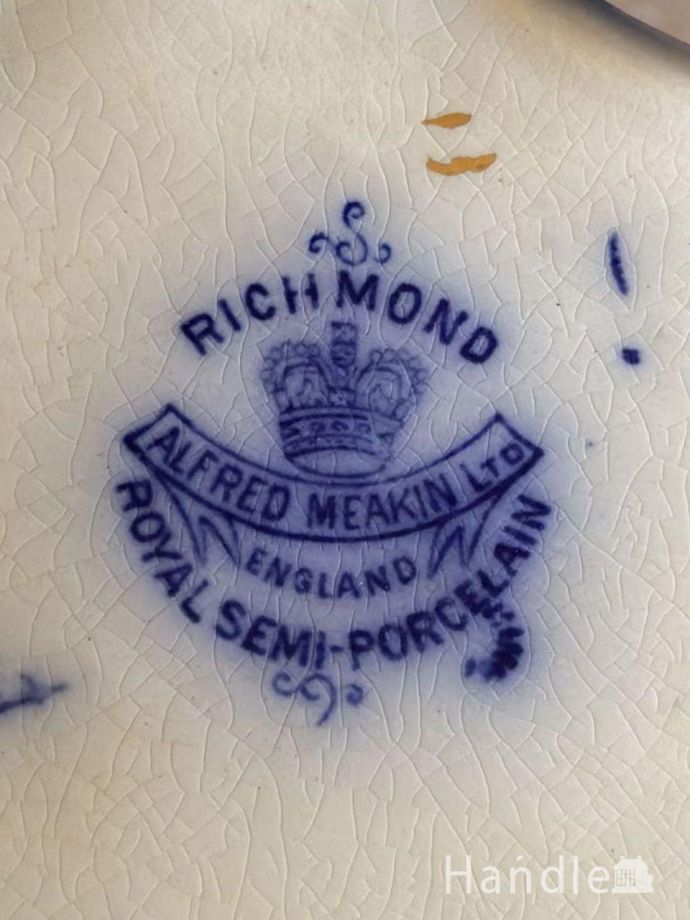 RICHMOND
ALFRED MEAKIN LTD
ENGLAND
ROYAL SEMI-PORCELAIN
Handle